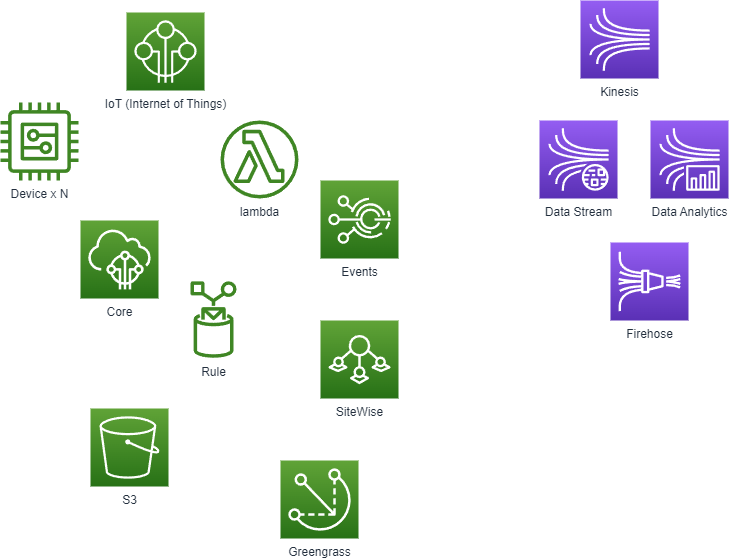 IoT (Internet of Things)
Kinesis
Device x N
lambda
Data Stream
Data Analytics
Events
Core
Firehose
Rule
SiteWise
S3
Greengrass